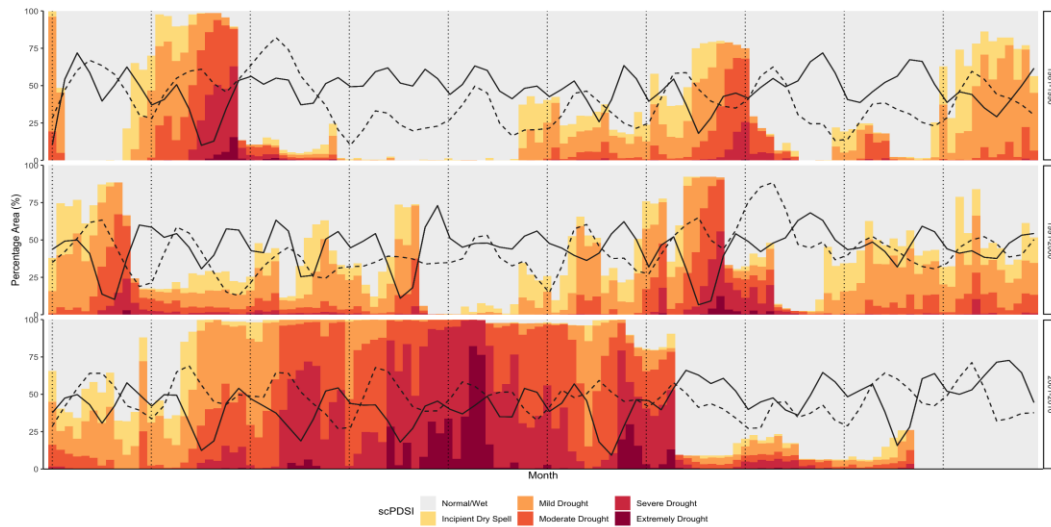 100
75
50
25
0
100
75
50
25
0
100
75
50
25
0
Percentage Area (%)
Month
scPDSI
Normal/Wet
Incipient Dry Spell
Mild Drought
Moderate Drought
Severe Drought
Extremely Drought